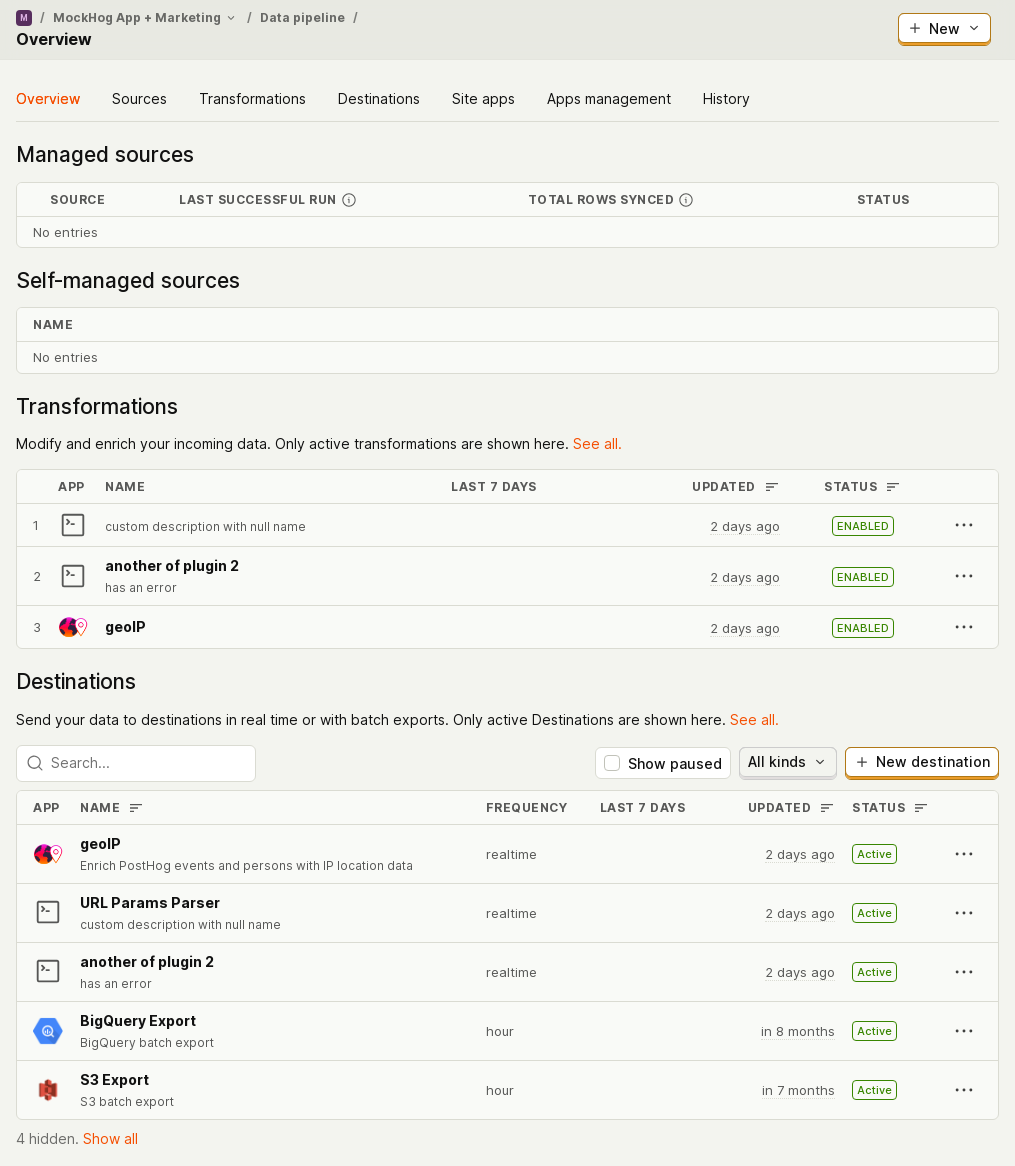 M / MockHog App + Marketing / Data pipeline /
Overview
New
Overview Sources Transformations Destinations Site apps Apps management History
Managed sources
SOURCE LAST SUCCESSFUL RUN TOTAL ROWS SYNCED STATUS
No entries
Self-managed sources
NAME
No entries
Transformations
Modify and enrich your incoming data. Only active transformations are shown here. See all.
APP NAME LAST 7 DAYS UPDATED STATUS
1 custom description with null name 2 days ago ENABLED
another of plugin 2
2 2 days ago ENABLED
has an error
3 geoIP 2 days ago ENABLED
Destinations
Send your data to destinations in real time or with batch exports. Only active Destinations are shown here. See all.
Search... Show paused All kinds New destination
APP NAME FREQUENCY LAST 7 DAYS UPDATED STATUS
geoIP
realtime 2 days ago Active
Enrich PostHog events and persons with IP location data
URL Params Parser
realtime 2 days ago Active
custom description with null name
another of plugin 2
realtime 2 days ago Active
has an error
BigQuery Export
hour in 8 months Active
BigQuery batch export
S3 Export
hour in 7 months Active
S3 batch export
4 hidden. Show all